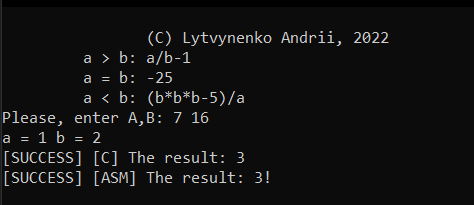 (C) Lytvynenko Andrii, 2022
a > b: a/b-1
a = b: -25
a < b: (b*b*b-5)/a
Please, enter A,B: 7 16
a = 1 b = 2
[SUCCESS] [C] The result: 3
[SUCCESS] [ASM] The result: 3!